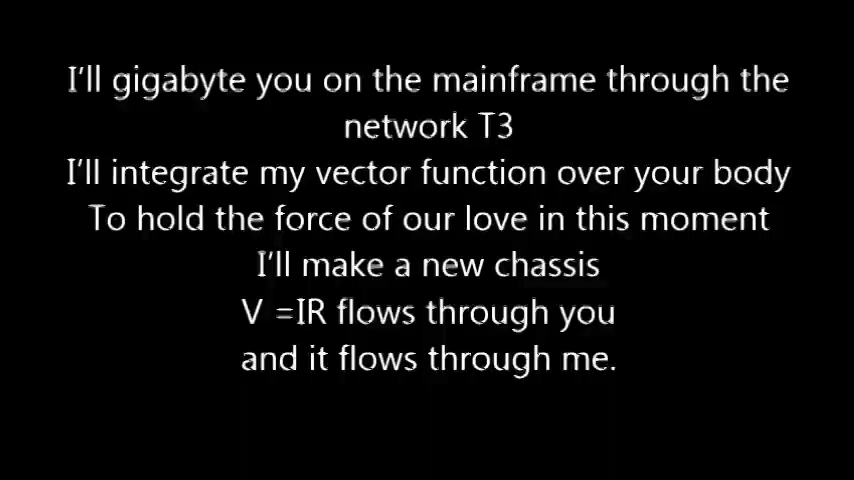 I'll gigabyte you on the mainframe through the
network T3
I'll integrate my vector function over your body
To hold the force of our love in this moment
I'll make a new chassis
V =IR flows through you
and it flows through me.